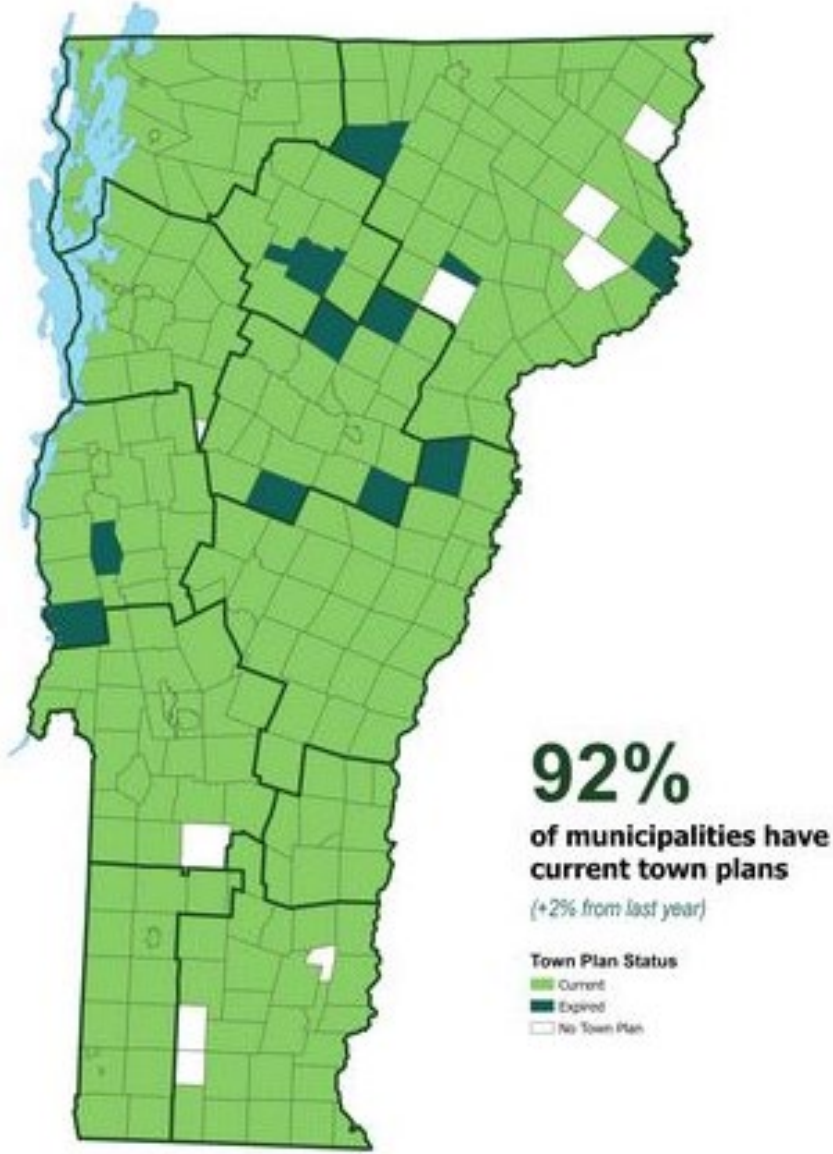 92%
of municipalities have
current town plans
(+2% from last year)
Town Plan Status
Current
Expired
No Town Plan